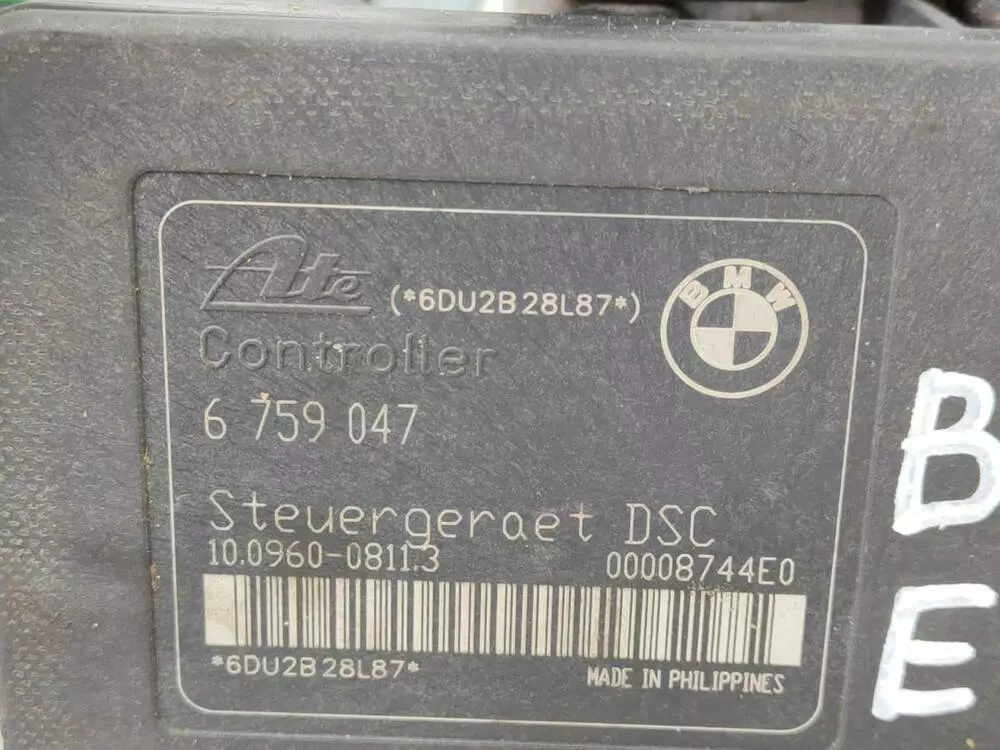 Ate (*6DU2B28L87*)
BMW
Controller
6 759 047
Steuergeraet DSC
10.0960-0811.3 00008744E0
*6DU2B28L87*
MADE IN PHILIPPINES
B
E